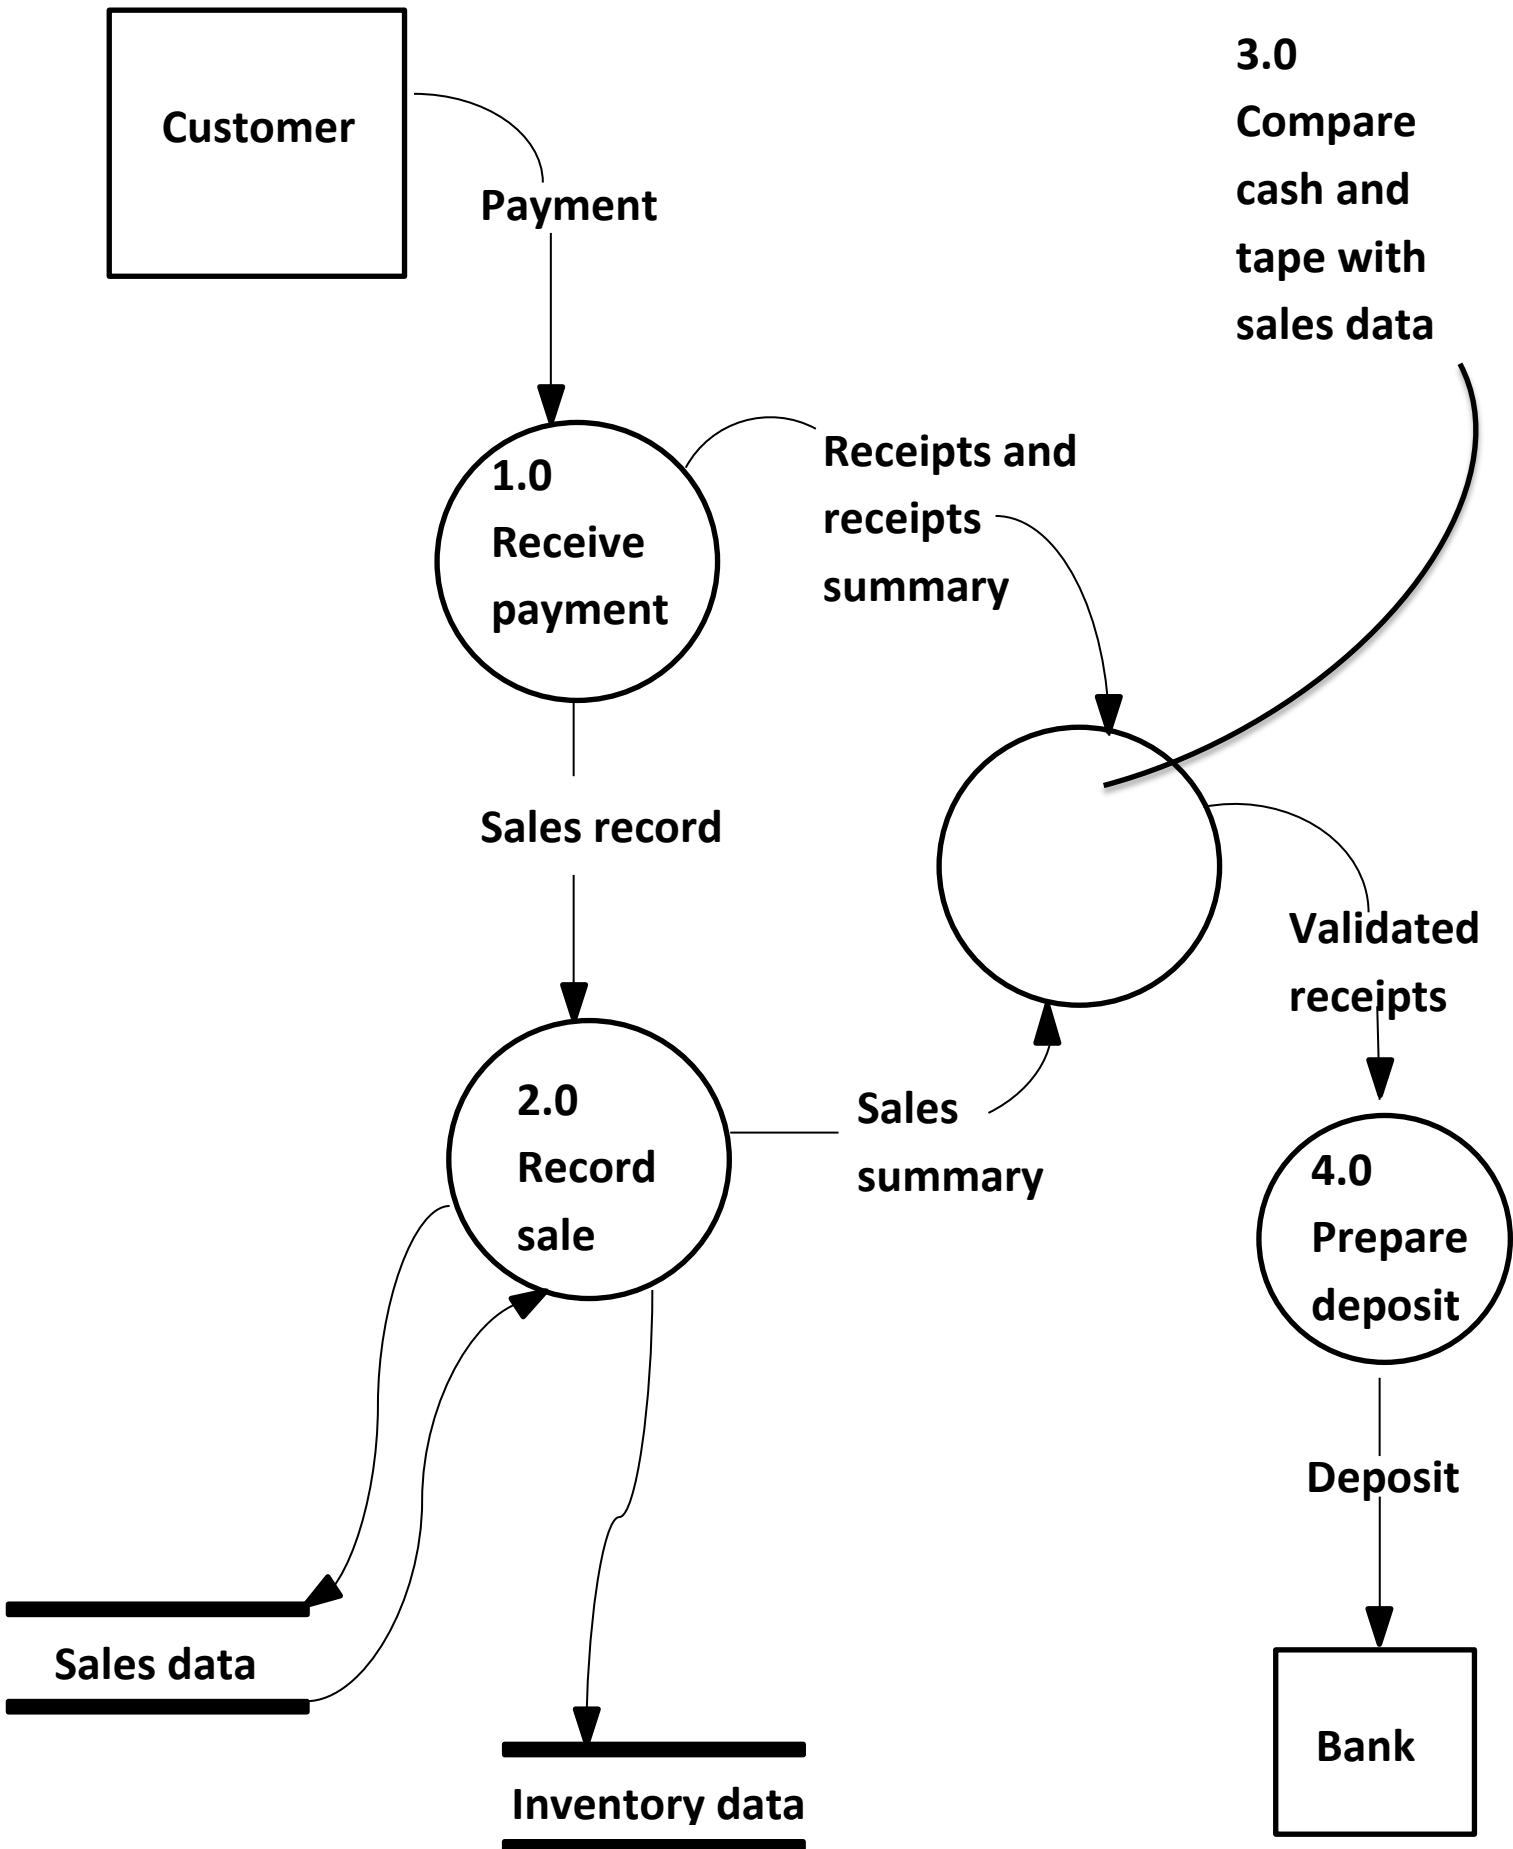 Customer
Payment
3.0
Compare
cash and
tape with
sales data
1.0
Receive
payment
Receipts and
receipts
summary
Sales record
Validated
receipts
2.0
Record
sale
Sales
summary
4.0
Prepare
deposit
Deposit
Sales data
Inventory data
Bank